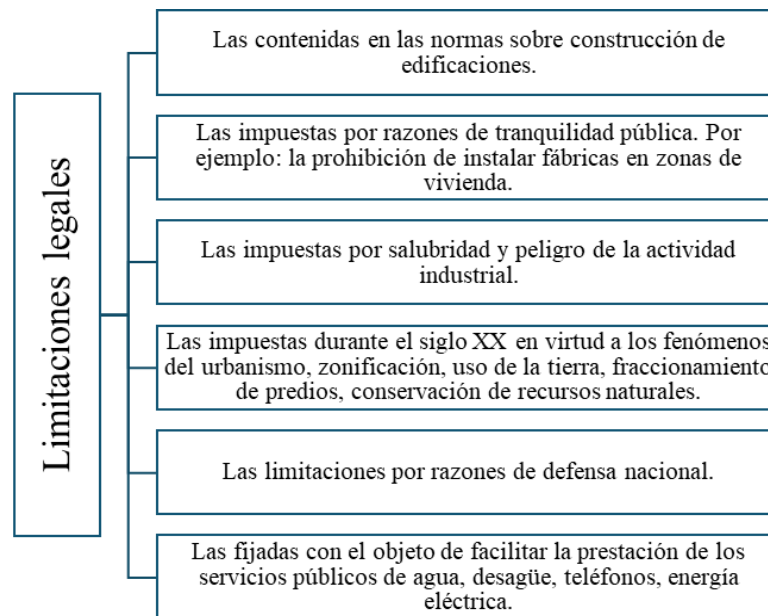 Limitaciones legales
Las contenidas en las normas sobre construcción de
edificaciones.
Las impuestas por razones de tranquilidad pública. Por
ejemplo: la prohibición de instalar fábricas en zonas de
vivienda.
Las impuestas por salubridad y peligro de la actividad
industrial.
Las impuestas durante el siglo XX en virtud a los fenómenos
del urbanismo, zonificación, uso de la tierra, fraccionamiento
de predios, conservación de recursos naturales.
Las limitaciones por razones de defensa nacional.
Las fijadas con el objeto de facilitar la prestación de los
servicios públicos de agua, desagüe, teléfonos, energía
eléctrica.